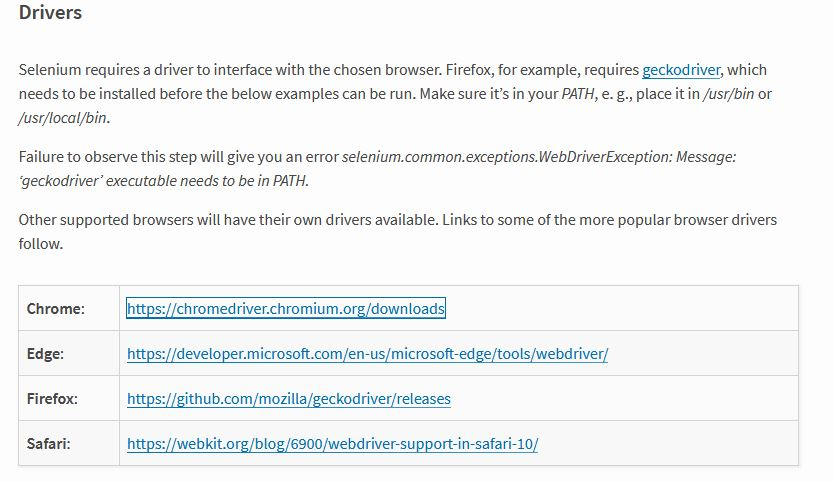 Drivers
Selenium requires a driver to interface with the chosen browser. Firefox, for example, requires geckodriver, which
needs to be installed before the below examples can be run. Make sure it’s in your PATH, e. g., place it in /usr/bin or
/usr/local/bin.
Failure to observe this step will give you an error selenium.common.exceptions.WebDriverException: Message:
‘geckodriver’ executable needs to be in PATH.
Other supported browsers will have their own drivers available. Links to some of the more popular browser drivers
follow.
Chrome: https://chromedriver.chromium.org/downloads
Edge: https://developer.microsoft.com/en-us/microsoft-edge/tools/webdriver/
Firefox: https://github.com/mozilla/geckodriver/releases
Safari: https://webkit.org/blog/6900/webdriver-support-in-safari-10/